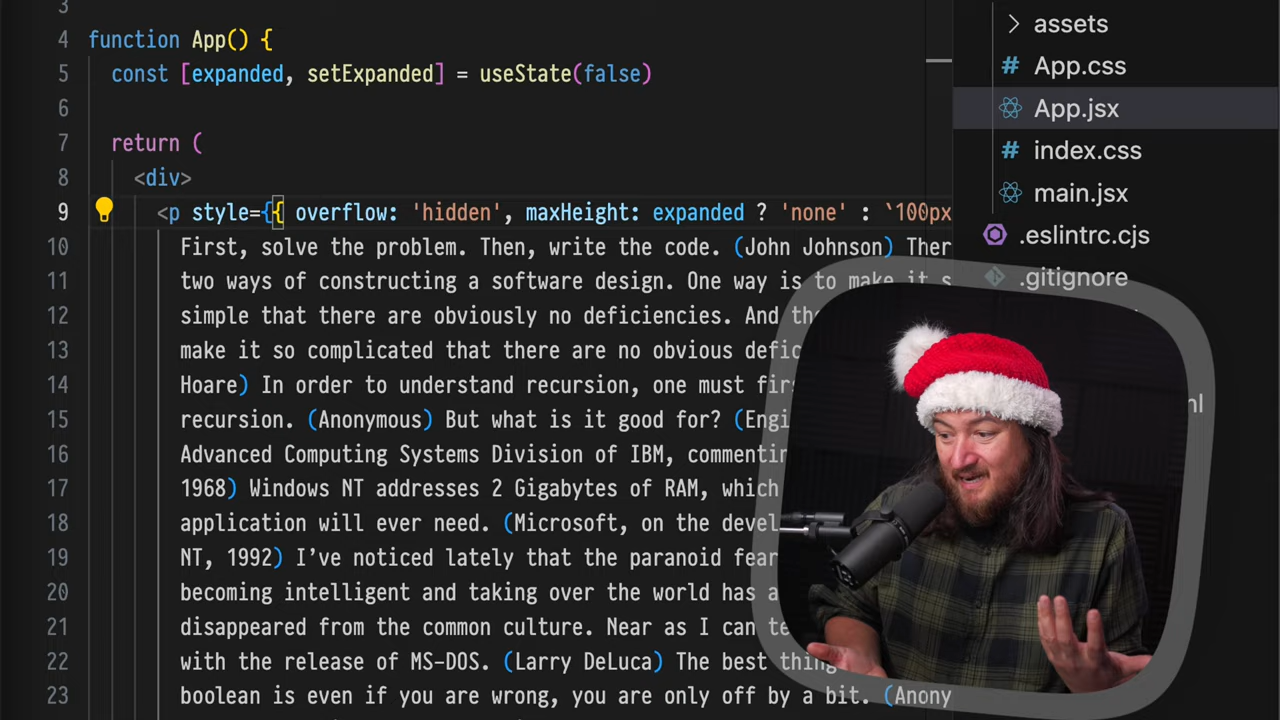 3
4 function App() {
5 const [expanded, setExpanded] = useState(false)
6
7 return (
8 <div>
9 <p style={{ overflow: 'hidden', maxHeight: expanded ? 'none' : `100px
10 First, solve the problem. Then, write the code. (John Johnson) Ther
11 two ways of constructing a software design. One way is to make it s
12 simple that there are obviously no deficiencies. And the
13 make it so complicated that there are no obvious defic
14 Hoare) In order to understand recursion, one must firs
15 recursion. (Anonymous) But what is it good for? (Engi
16 Advanced Computing Systems Division of IBM, commentin
17 1968) Windows NT addresses 2 Gigabytes of RAM, which
18 application will ever need. (Microsoft, on the devel
19 NT, 1992) I’ve noticed lately that the paranoid fear
20 becoming intelligent and taking over the world has a
21 disappeared from the common culture. Near as I can te
22 with the release of MS-DOS. (Larry DeLuca) The best thing
23 boolean is even if you are wrong, you are only off by a bit. (Anony
> assets
# App.css
App.jsx
# index.css
main.jsx
.eslintrc.cjs
.gitignore